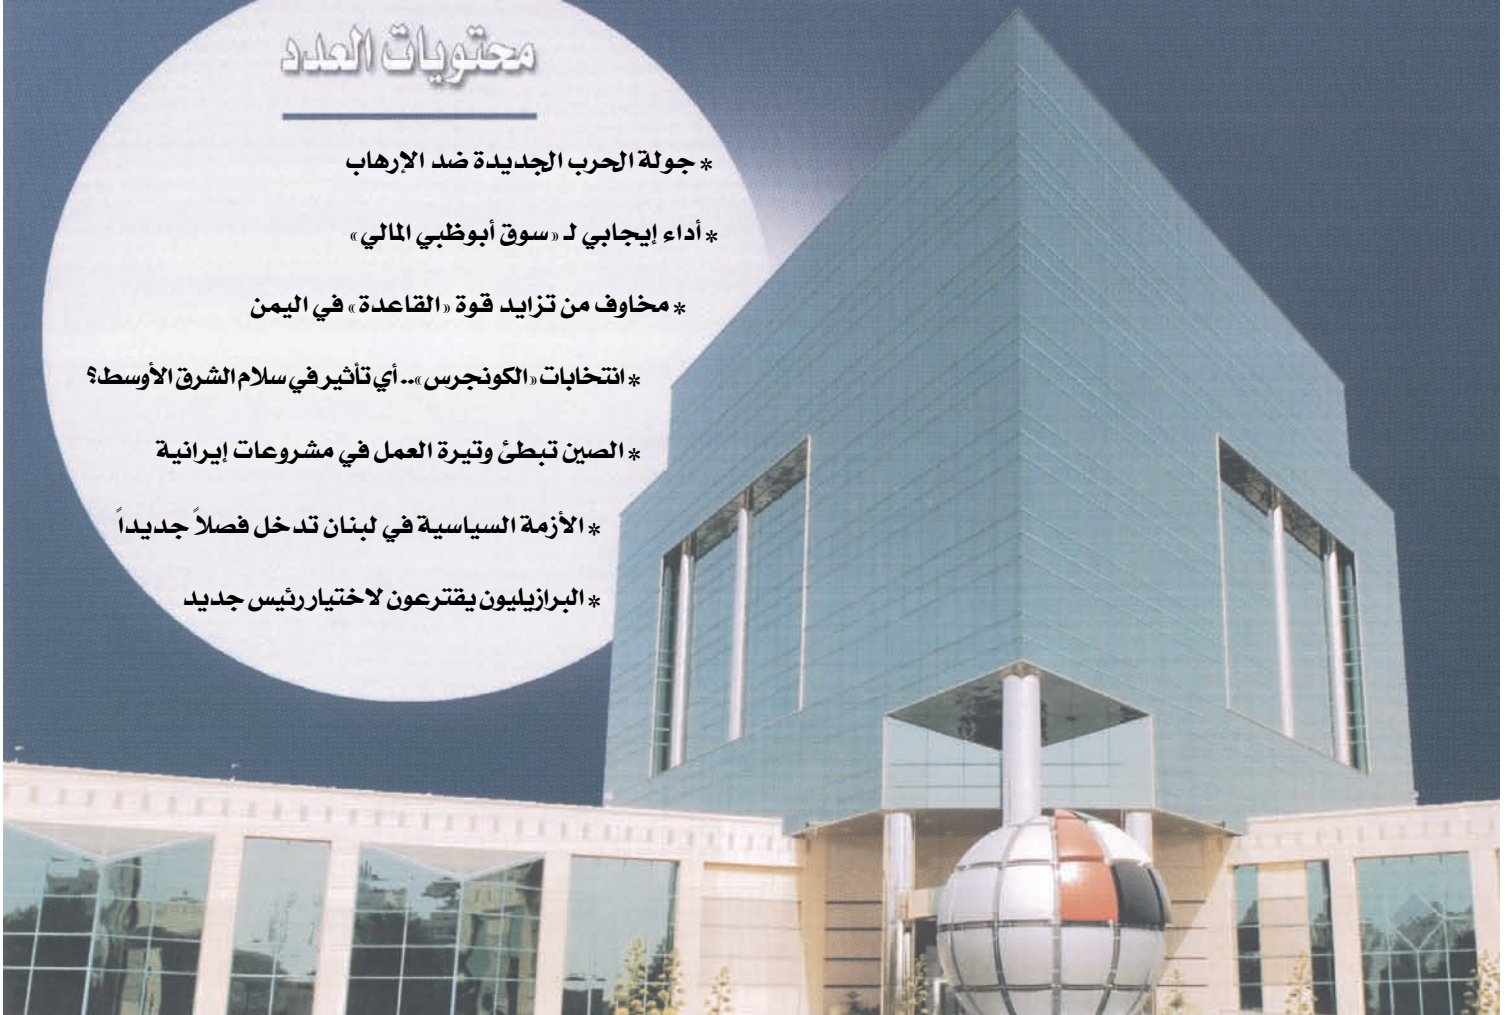 محتويات العدد
* جولة الحرب الجديدة ضد الإرهاب
* أداء إيجابي لـ «سوق أبوظبي المالي»
* مخاوف من تزايد قوة «القاعدة» في اليمن
* انتخابات «الكونجرس».. أي تأثير في سلام الشرق الأوسط؟
* الصين تبطئ وتيرة العمل في مشروعات إيرانية
* الأزمة السياسية في لبنان تدخل فصلاً جديداً
* البرازيليون يقترعون لاختيار رئيس جديد